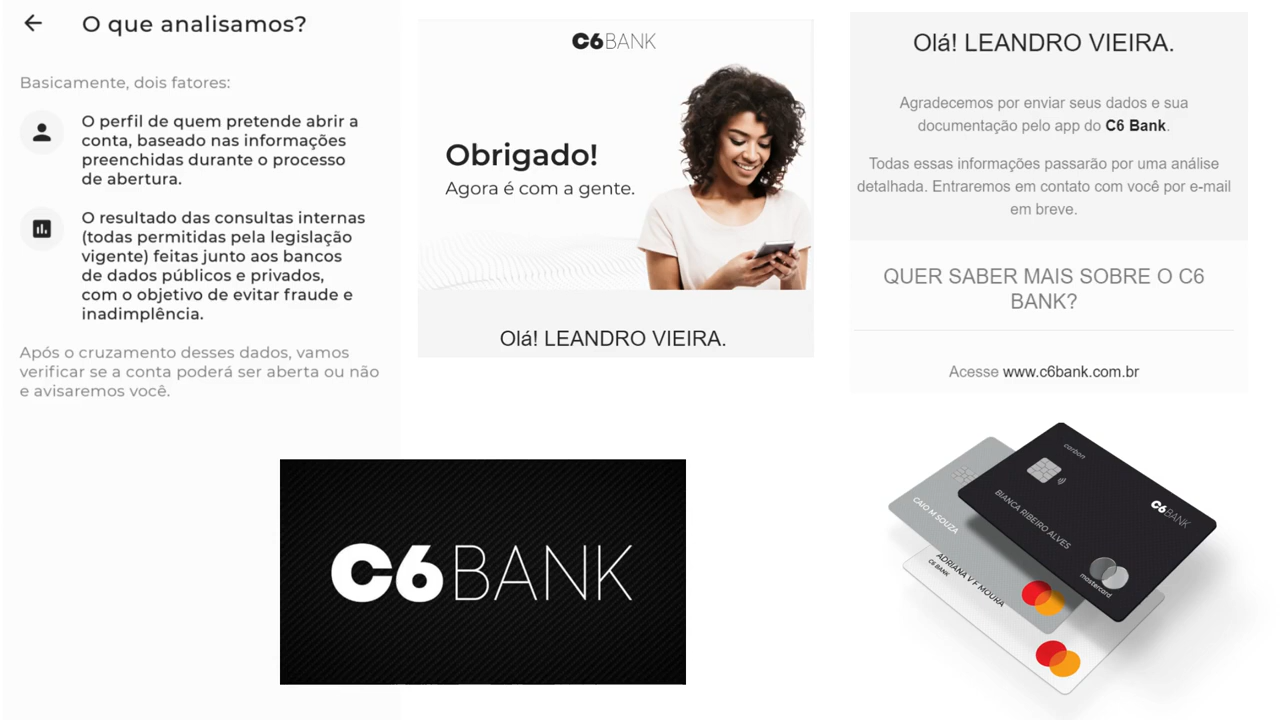 O que analisamos?
Basicamente, dois fatores:
O perfil de quem pretende abrir a
conta, baseado nas informações
preenchidas durante o processo
de abertura.
O resultado das consultas internas
(todas permitidas pela legislação
vigente) feitas junto aos bancos
de dados públicos e privados,
com o objetivo de evitar fraude e
inadimplência.
Após o cruzamento desses dados, vamos
verificar se a conta poderá ser aberta ou não
e avisaremos você.
C6BANK
Obrigado!
Agora é com a gente.
Olá! LEANDRO VIEIRA.
Olá! LEANDRO VIEIRA.
Agradecemos por enviar seus dados e sua
documentação pelo app do C6 Bank.
Todas essas informações passarão por uma análise
detalhada. Entraremos em contato com você por e-mail
em breve.
QUER SABER MAIS SOBRE O C6
BANK?
Acesse www.c6bank.com.br
C6BANK
carbon
C6BANK
BIANCA RIBEIRO ALVES
mastercard
CAIO M SOUZA
ADRIANA V F MOURA
C6 BANK